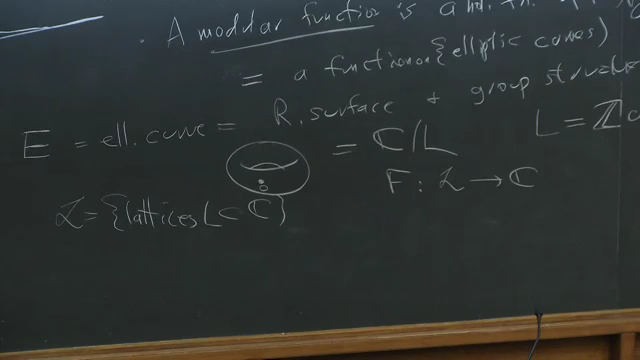 . A modular function is a
= a function on {elliptic curves}
E = ell. curve = R. surface + group structure
= ℂ/L L = ℤ
F : ℒ → ℂ
ℒ = {lattices L ⊂ ℂ}